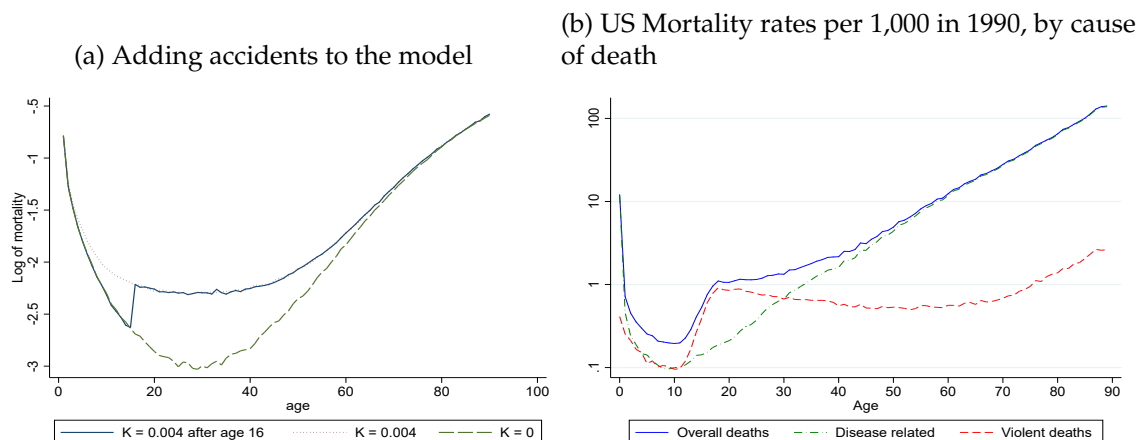 (a) Adding accidents to the model
Log of mortality
-.5
-1
-1.5
-2
-2.5
-3
0 20 40 60 80 100
age
K = 0.004 after age 16 K = 0.004 K = 0
(b) US Mortality rates per 1,000 in 1990, by cause
of death
100
10
1
.1
0 10 20 30 40 50 60 70 80 90
Age
Overall deaths Disease related Violent deaths